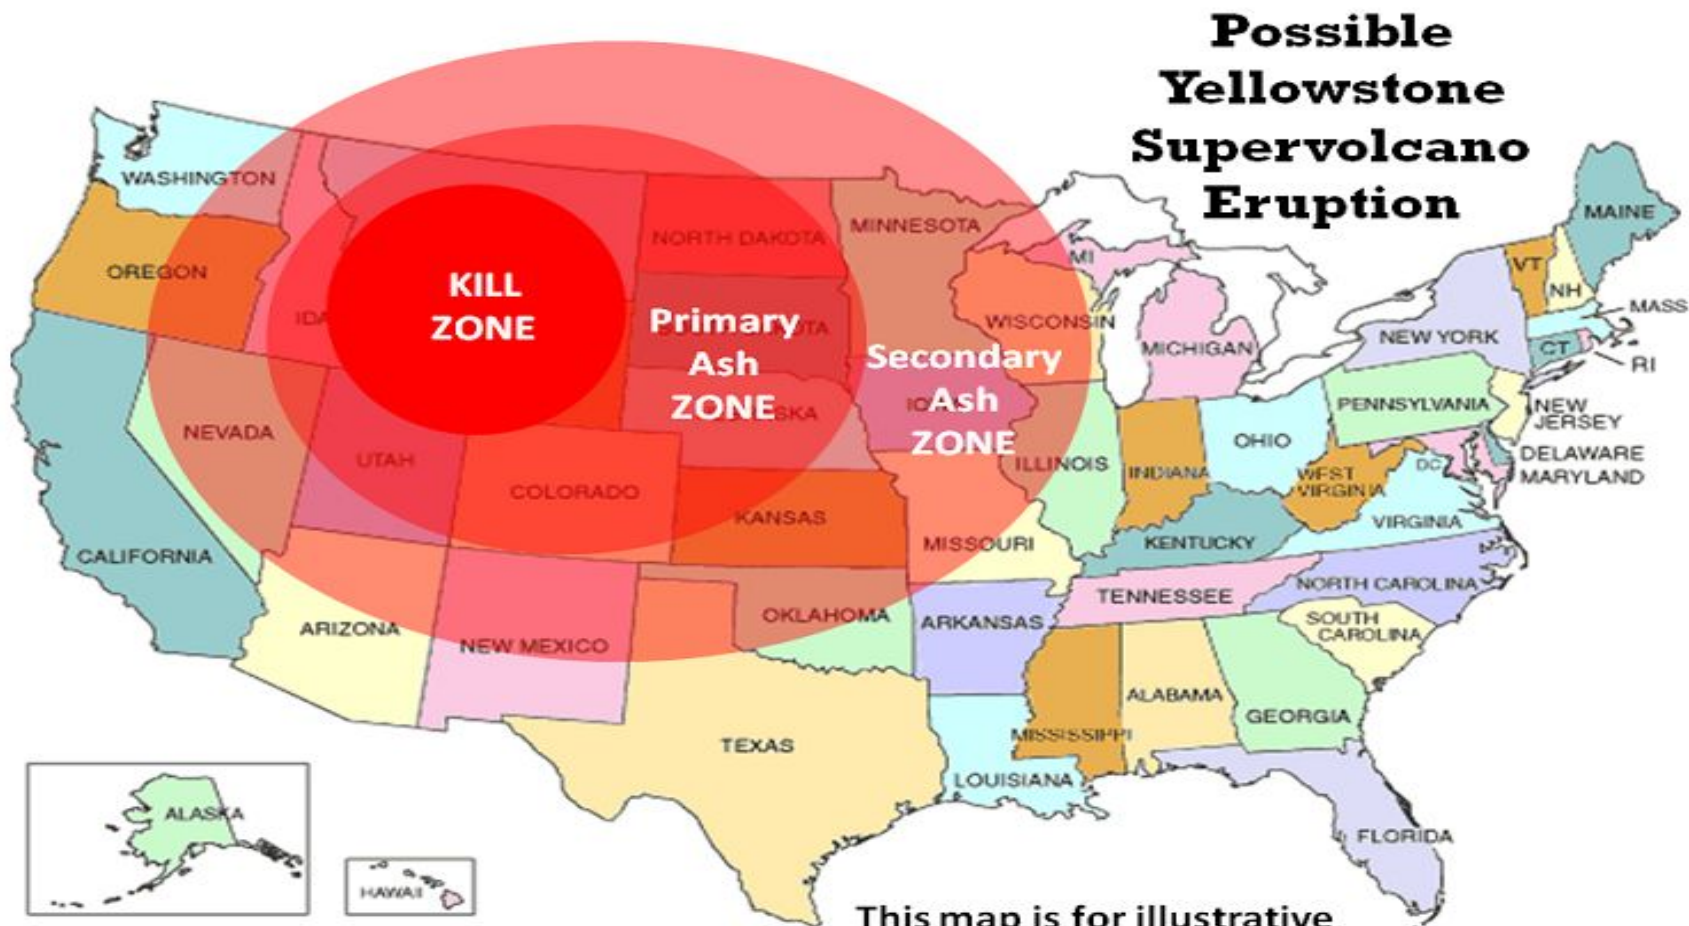 Possible
Yellowstone
Supervolcano
Eruption
WASHINGTON
OREGON
CALIFORNIA
NEVADA
IDA
UTAH
ARIZONA
COLORADO
NEW MEXICO
KILL
ZONE
NORTH DAKOTA
OTA
Primary
Ash
ZONE
SKA
KANSAS
OKLAHOMA
TEXAS
MINNESOTA
WISCONSIN
Secondary
Ash
ZONE
ILLINOIS
MISSOURI
ARKANSAS
LOUISIANA
MI
MICHIGAN
INDIANA
OHIO
KENTUCKY
TENNESSEE
MISSISSIPPI
ALABAMA
GEORGIA
FLORIDA
SOUTH
CAROLINA
NORTH CAROLINA
VIRGINIA
WEST
VIRGINIA
DC
MARYLAND
DELAWARE
NEW
JERSEY
PENNSYLVANIA
NEW YORK
CT
RI
MASS
VT
NH
MAINE
ALASKA
HAWAII
This map is for illustrative